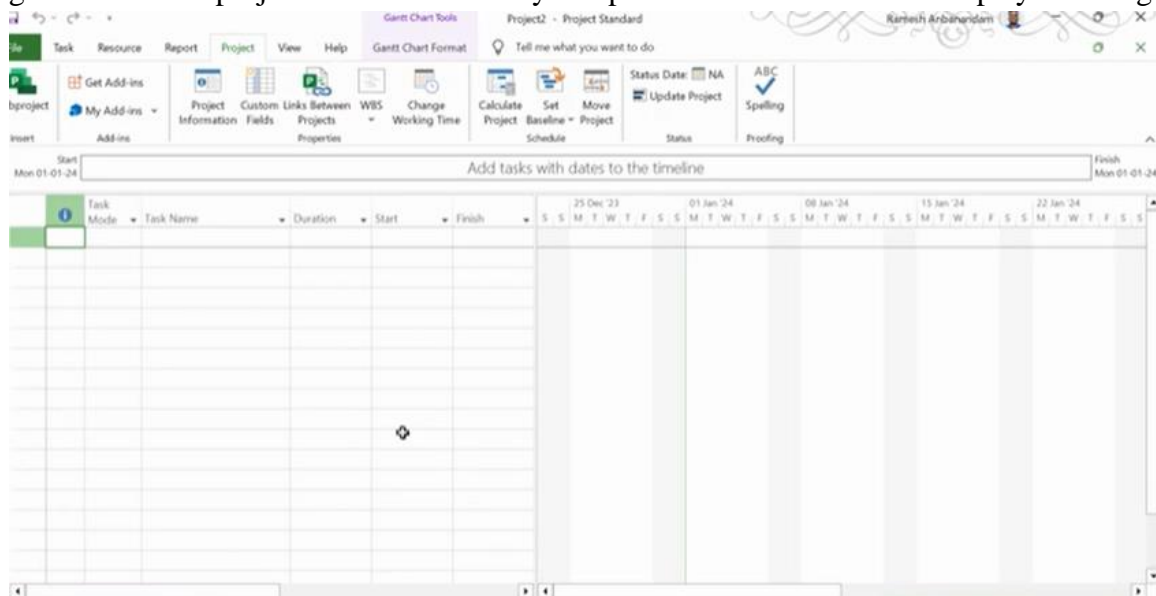 Gantt Chart Tools Project2 - Project Standard Ramesh Anbanandam
File Task Resource Report Project View Help Gantt Chart Format Tell me what you want to do
bproject
Get Add-ins
My Add-ins
Project Information
Custom Fields
Links Between Projects
WBS
Change Working Time
Calculate Project
Set Baseline
Move Project
Status Date: NA
Update Project
ABC
Spelling
Insert Add-ins Properties Schedule Status Proofing
Start
Mon 01-01-24
Add tasks with dates to the timeline
Finish
Mon 01-01-24
Task Mode Task Name Duration Start Finish
25 Dec '23 01 Jan '24 08 Jan '24 15 Jan '24 22 Jan '24
S S M T W T F S S M T W T F S S M T W T F S S M T W T F S S M T W T F S S